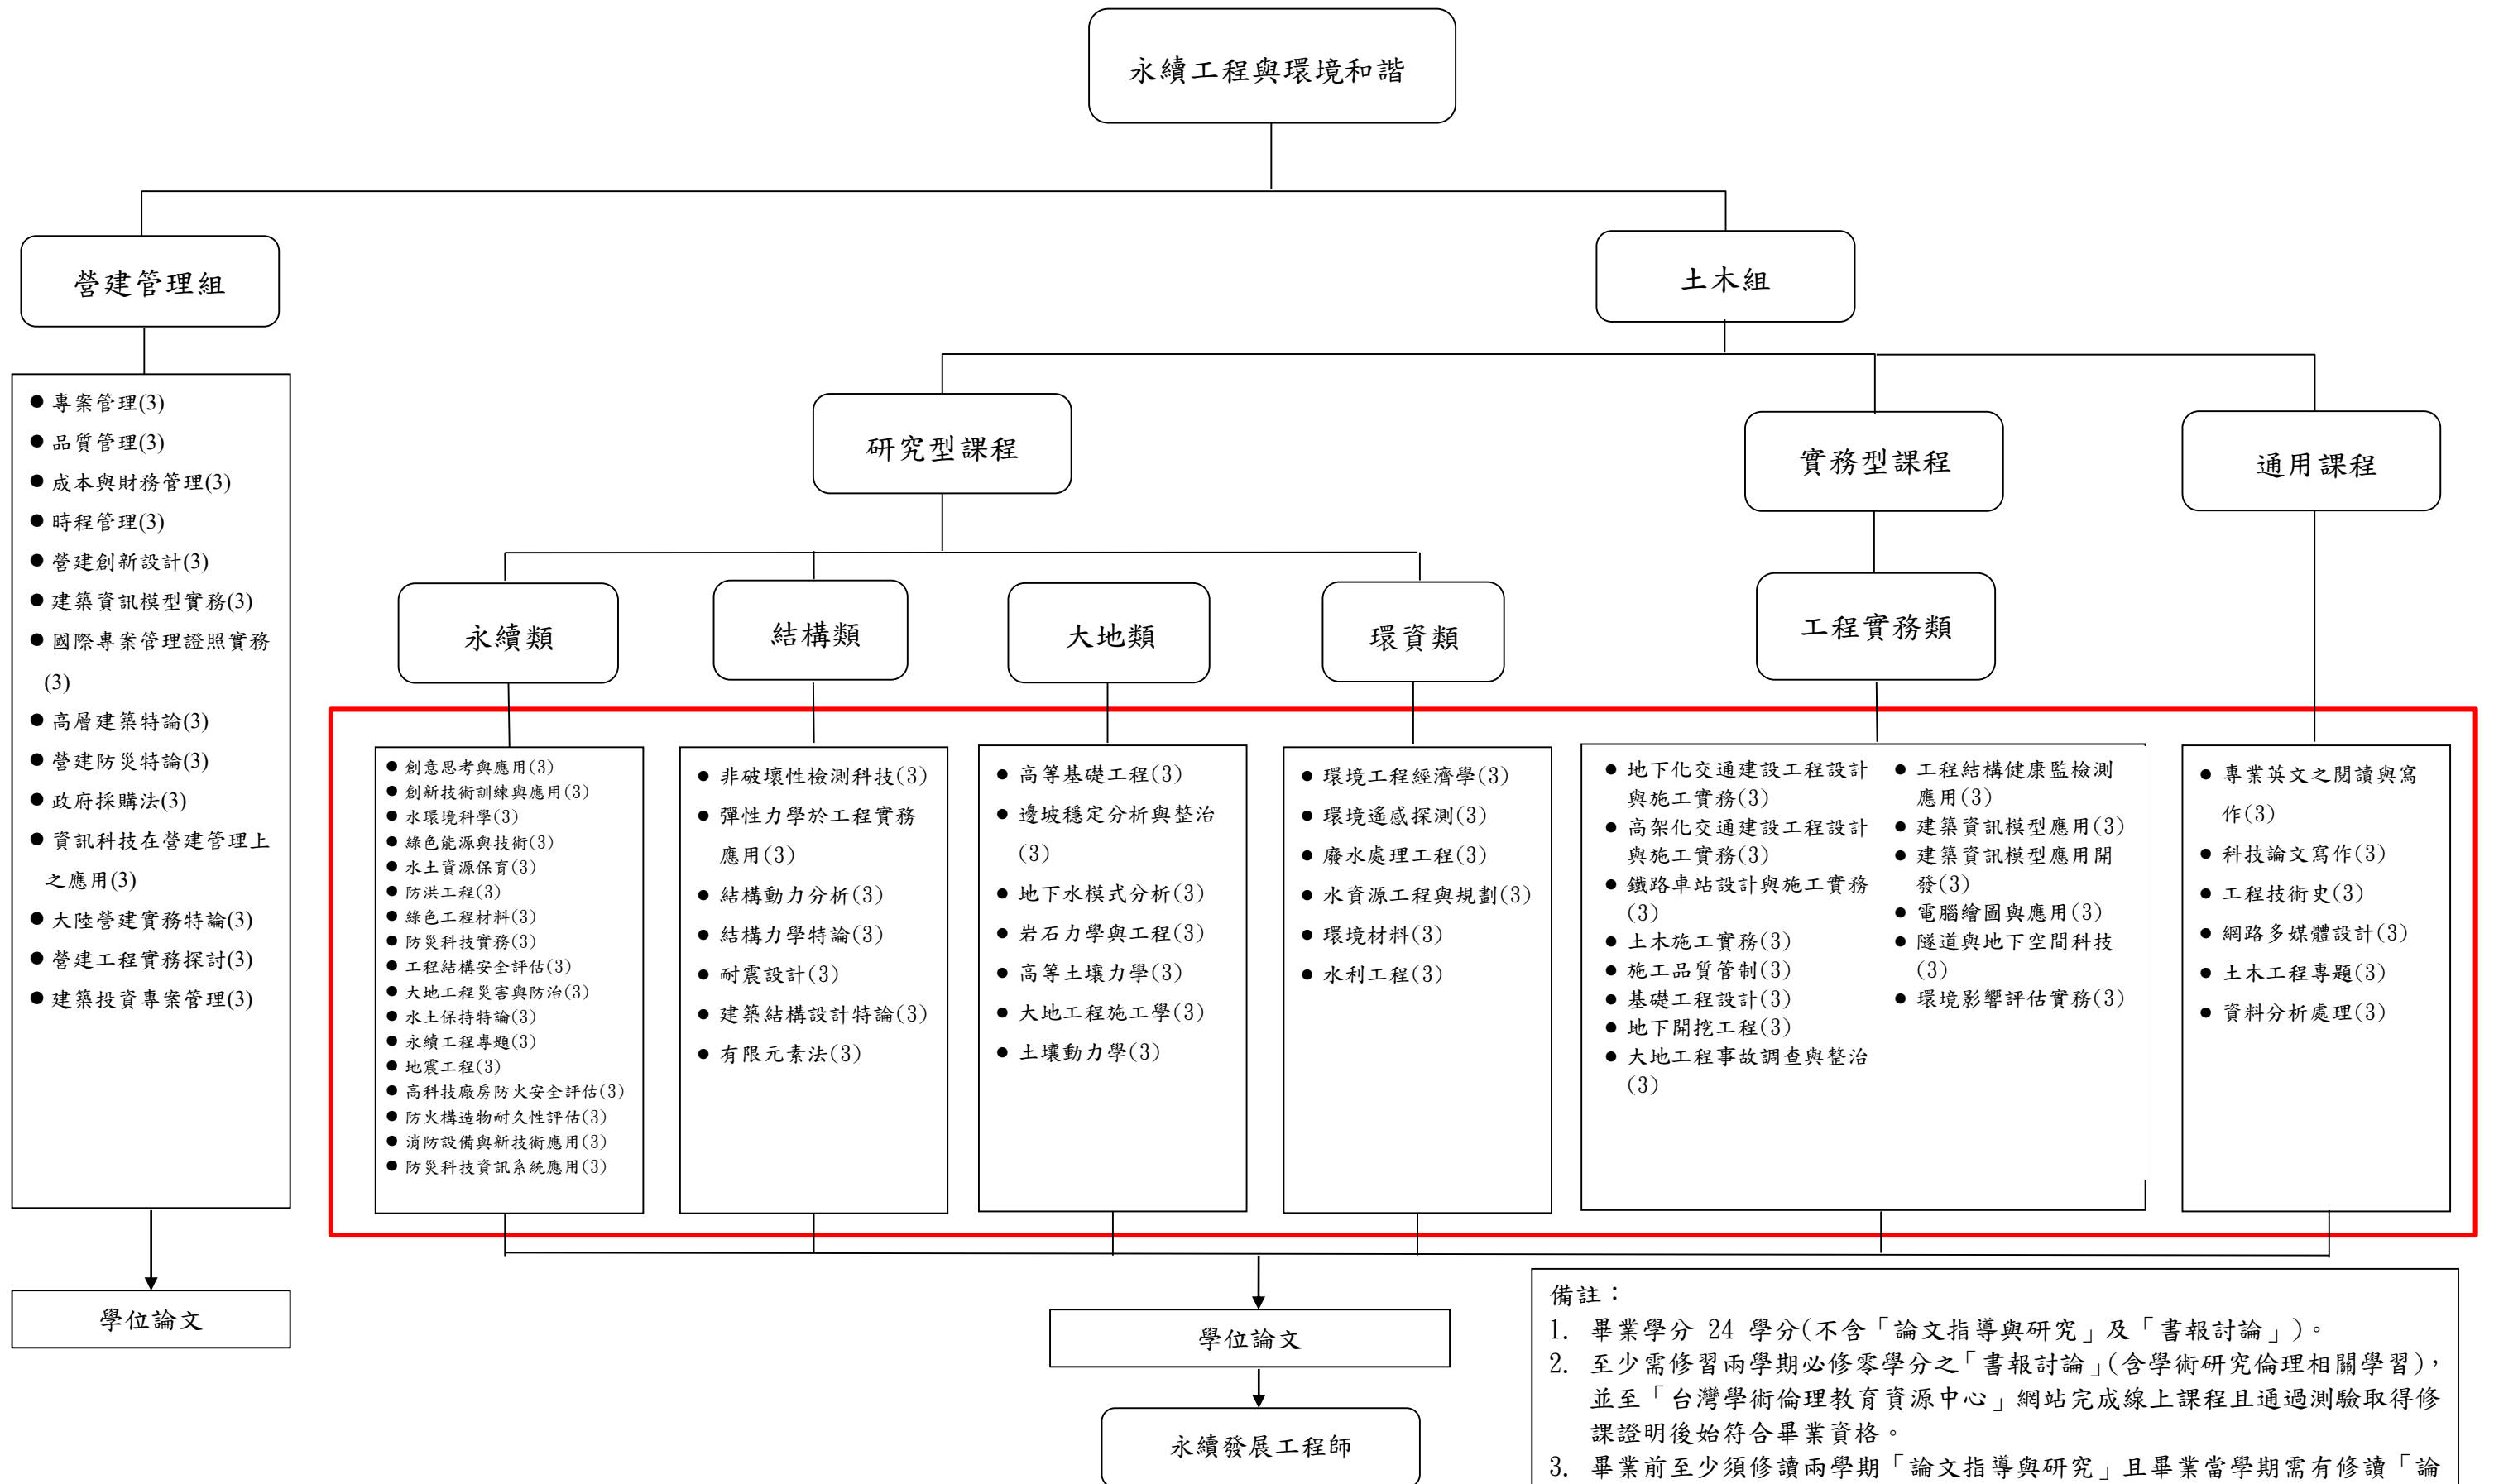 永續工程與環境和諧
營建管理組
土木組
● 專案管理(3)
● 品質管理(3)
● 成本與財務管理(3)
● 時程管理(3)
● 營建創新設計(3)
● 建築資訊模型實務(3)
● 國際專案管理證照實務
(3)
● 高層建築特論(3)
● 營建防災特論(3)
● 政府採購法(3)
● 資訊科技在營建管理上
之應用(3)
● 大陸營建實務特論(3)
● 營建工程實務探討(3)
● 建築投資專案管理(3)
學位論文
研究型課程
實務型課程
通用課程
永續類
結構類
大地類
環資類
工程實務類
● 創意思考與應用(3)
● 創新技術訓練與應用(3)
● 水環境科學(3)
● 綠色能源與技術(3)
● 水土資源保育(3)
● 防洪工程(3)
● 綠色工程材料(3)
● 防災科技實務(3)
● 工程結構安全評估(3)
● 大地工程災害與防治(3)
● 水土保持特論(3)
● 永續工程專題(3)
● 地震工程(3)
● 高科技廠房防火安全評估(3)
● 防火構造物耐久性評估(3)
● 消防設備與新技術應用(3)
● 防災科技資訊系統應用(3)
● 非破壞性檢測科技(3)
● 彈性力學於工程實務
應用(3)
● 結構動力分析(3)
● 結構力學特論(3)
● 耐震設計(3)
● 建築結構設計特論(3)
● 有限元素法(3)
● 高等基礎工程(3)
● 邊坡穩定分析與整治
(3)
● 地下水模式分析(3)
● 岩石力學與工程(3)
● 高等土壤力學(3)
● 大地工程施工學(3)
● 土壤動力學(3)
● 環境工程經濟學(3)
● 環境遙感探測(3)
● 廢水處理工程(3)
● 水資源工程與規劃(3)
● 環境材料(3)
● 水利工程(3)
● 地下化交通建設工程設計
與施工實務(3)
● 高架化交通建設工程設計
與施工實務(3)
● 鐵路車站設計與施工實務
(3)
● 土木施工實務(3)
● 施工品質管制(3)
● 基礎工程設計(3)
● 地下開挖工程(3)
● 大地工程事故調查與整治
(3)
● 工程結構健康監檢測
應用(3)
● 建築資訊模型應用(3)
● 建築資訊模型應用開
發(3)
● 電腦繪圖與應用(3)
● 隧道與地下空間科技
(3)
● 環境影響評估實務(3)
● 專業英文之閱讀與寫
作(3)
● 科技論文寫作(3)
● 工程技術史(3)
● 網路多媒體設計(3)
● 土木工程專題(3)
● 資料分析處理(3)
學位論文
永續發展工程師
備註：
1. 畢業學分 24 學分(不含「論文指導與研究」及「書報討論」)。
2. 至少需修習兩學期必修零學分之「書報討論」(含學術研究倫理相關學習)，
並至「台灣學術倫理教育資源中心」網站完成線上課程且通過測驗取得修
課證明後始符合畢業資格。
3. 畢業前至少須修讀兩學期「論文指導與研究」且畢業當學期需有修讀「論